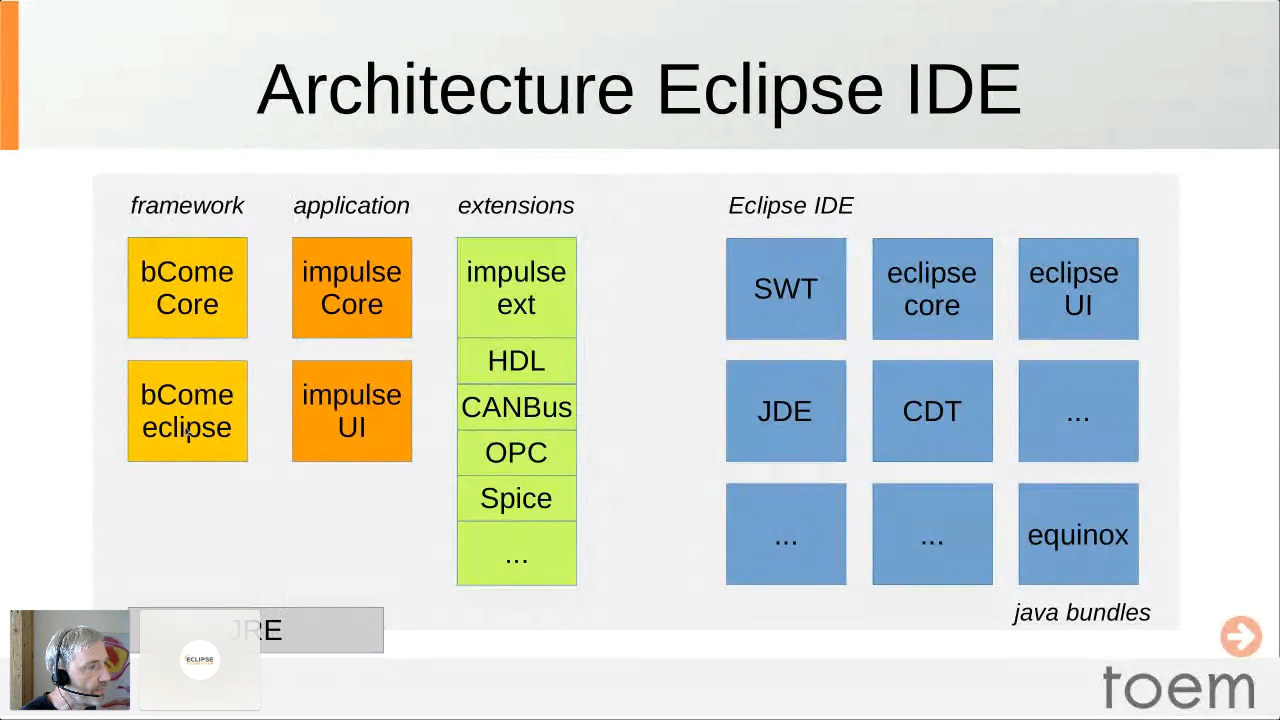 Architecture Eclipse IDE
framework
application
extensions
Eclipse IDE
bCome
Core
impulse
Core
impulse
ext
SWT
eclipse
core
eclipse
UI
HDL
bCome
eclipse
impulse
UI
CANBus
JDE
CDT
...
OPC
Spice
...
...
...
equinox
java bundles
JRE
ECLIPSE
toem